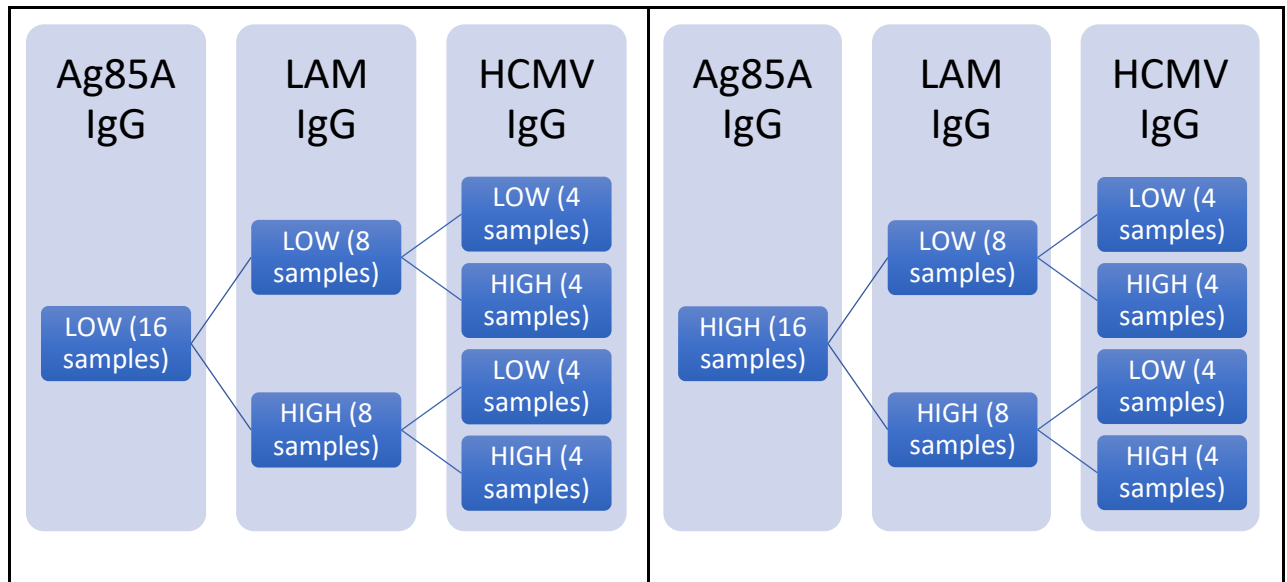 Ag85A
IgG
LAM
IgG
HCMV
IgG
LOW (16
samples)
LOW (8
samples)
HIGH (8
samples)
LOW (4
samples)
HIGH (4
samples)
LOW (4
samples)
HIGH (4
samples)
Ag85A
IgG
LAM
IgG
HCMV
IgG
HIGH (16
samples)
LOW (8
samples)
HIGH (8
samples)
LOW (4
samples)
HIGH (4
samples)
LOW (4
samples)
HIGH (4
samples)